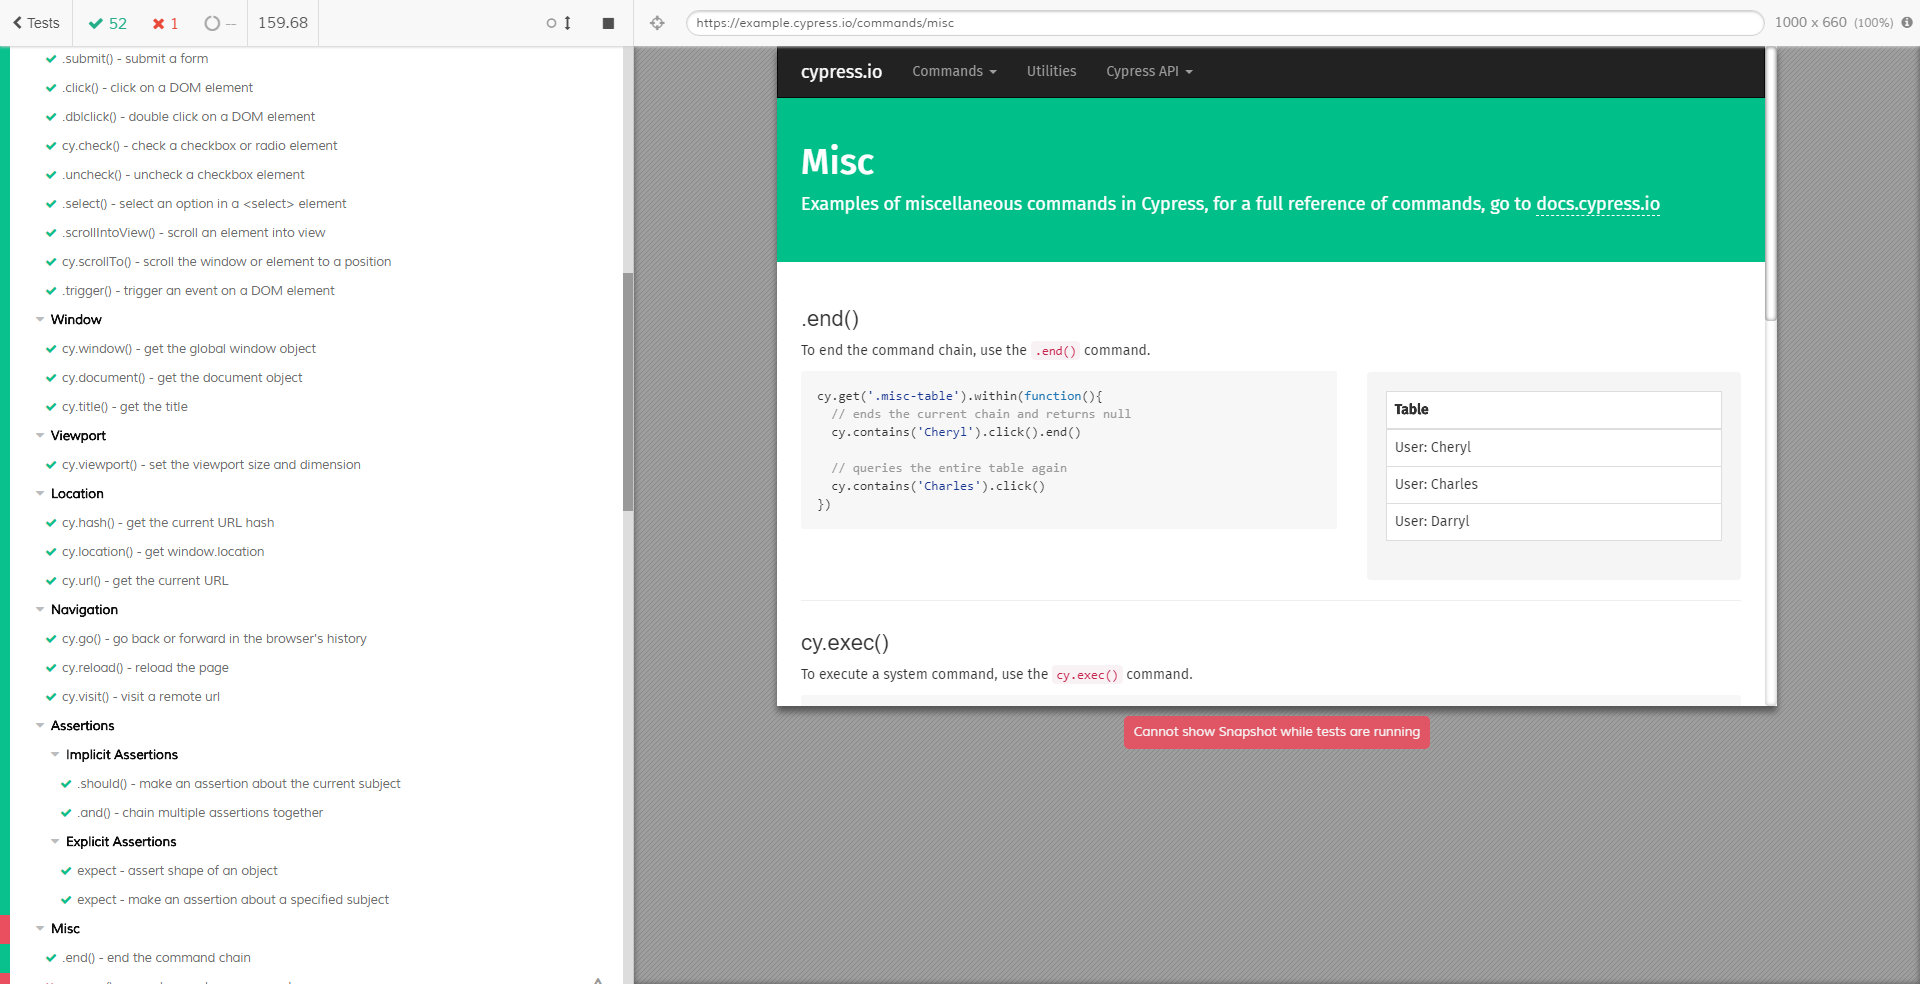 Tests
52
1
--
159.68
https://example.cypress.io/commands/misc
1000 x 660 (100%)
.submit() - submit a form
.click() - click on a DOM element
.dblclick() - double click on a DOM element
cy.check() - check a checkbox or radio element
.uncheck() - uncheck a checkbox element
.select() - select an option in a <select> element
.scrollIntoView() - scroll an element into view
cy.scrollTo() - scroll the window or element to a position
.trigger() - trigger an event on a DOM element
Window
cy.window() - get the global window object
cy.document() - get the document object
cy.title() - get the title
Viewport
cy.viewport() - set the viewport size and dimension
Location
cy.hash() - get the current URL hash
cy.location() - get window.location
cy.url() - get the current URL
Navigation
cy.go() - go back or forward in the browser's history
cy.reload() - reload the page
cy.visit() - visit a remote url
Assertions
Implicit Assertions
.should() - make an assertion about the current subject
.and() - chain multiple assertions together
Explicit Assertions
expect - assert shape of an object
expect - make an assertion about a specified subject
Misc
.end() - end the command chain
cypress.io
Commands
Utilities
Cypress API
Misc
Examples of miscellaneous commands in Cypress, for a full reference of commands, go to docs.cypress.io
.end()
To end the command chain, use the .end() command.
cy.get('.misc-table').within(function(){
// ends the current chain and returns null
cy.contains('Cheryl').click().end()
// queries the entire table again
cy.contains('Charles').click()
})
Table
User: Cheryl
User: Charles
User: Darryl
cy.exec()
To execute a system command, use the cy.exec() command.
Cannot show Snapshot while tests are running